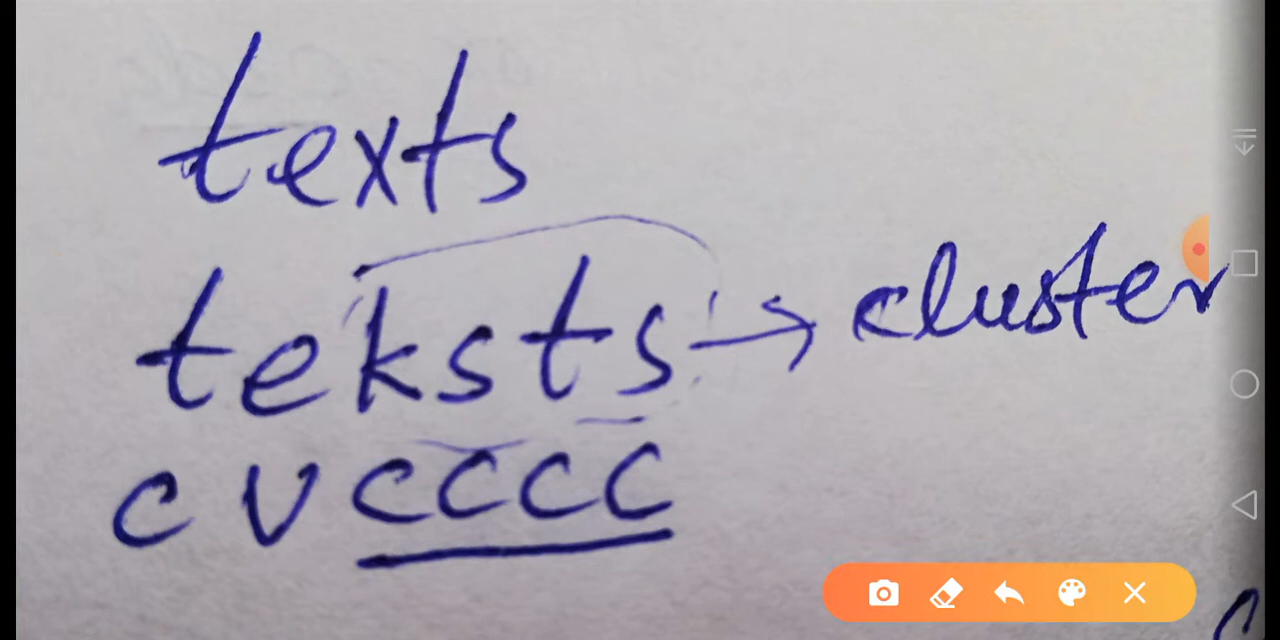 texts
teksts → cluster
cvcccc